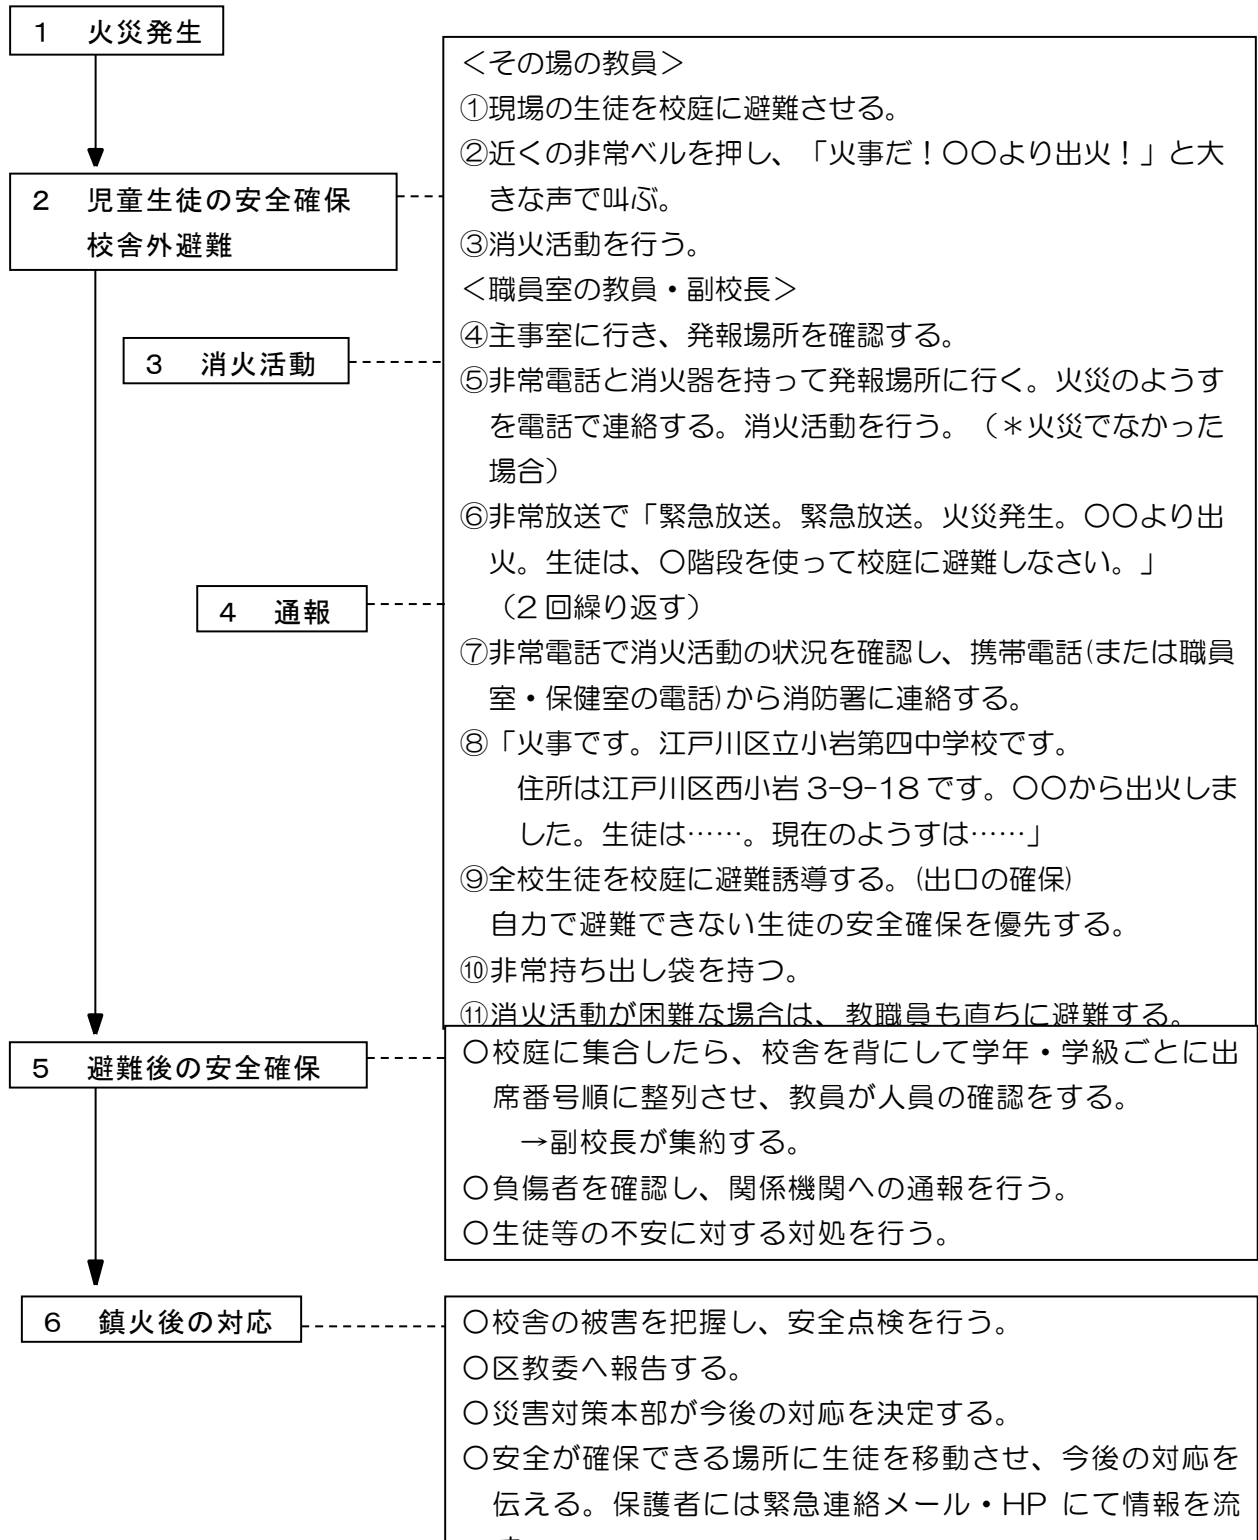 １　火災発生
＜その場の教員＞
①現場の生徒を校庭に避難させる。
②近くの非常ベルを押し、「火事だ！〇〇より出火！」と大
きな声で叫ぶ。
③消火活動を行う。
２　児童生徒の安全確保
校舎外避難
＜職員室の教員・副校長＞
④主事室に行き、発報場所を確認する。
３　消火活動
⑤非常電話と消火器を持って発報場所に行く。火災のようす
を電話で連絡する。消火活動を行う。（＊火災でなかった
場合）
⑥非常放送で「緊急放送。緊急放送。火災発生。〇〇より出
火。生徒は、〇階段を使って校庭に避難しなさい。」
（2回繰り返す）
４　通報
⑦非常電話で消火活動の状況を確認し、携帯電話(または職員
室・保健室の電話)から消防署に連絡する。
⑧「火事です。江戸川区立小岩第四中学校です。
住所は江戸川区西小岩 3-9-18 です。〇〇から出火しま
した。生徒は……。現在のようすは……」
⑨全校生徒を校庭に避難誘導する。(出口の確保)
自力で避難できない生徒の安全確保を優先する。
⑩非常持ち出し袋を持つ。
⑪消火活動が困難な場合は、教職員も直ちに避難する。
５　避難後の安全確保
〇校庭に集合したら、校舎を背にして学年・学級ごとに出
席番号順に整列させ、教員が人員の確認をする。
→副校長が集約する。
〇負傷者を確認し、関係機関への通報を行う。
〇生徒等の不安に対する対処を行う。
６　鎮火後の対応
〇校舎の被害を把握し、安全点検を行う。
〇区教委へ報告する。
〇災害対策本部が今後の対応を決定する。
〇安全が確保できる場所に生徒を移動させ、今後の対応を
伝える。保護者には緊急連絡メール・HP にて情報を流